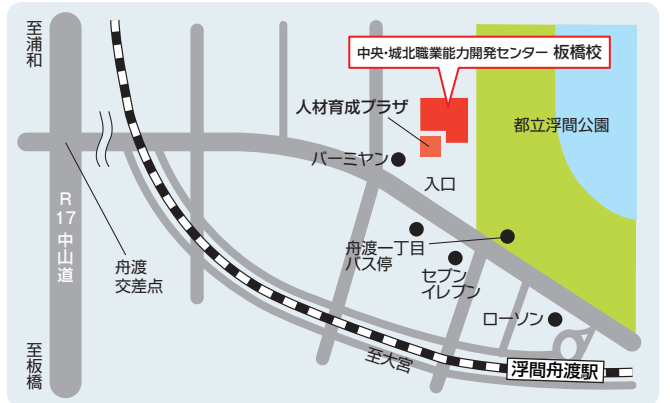 至浦和
中央・城北職業能力開発センター 板橋校
人材育成プラザ
都立浮間公園
バーミヤン
入口
R17中山道
舟渡
交差点
舟渡一丁目
バス停
セブン
イレブン
ローソン
至板橋
至大宮
浮間舟渡駅